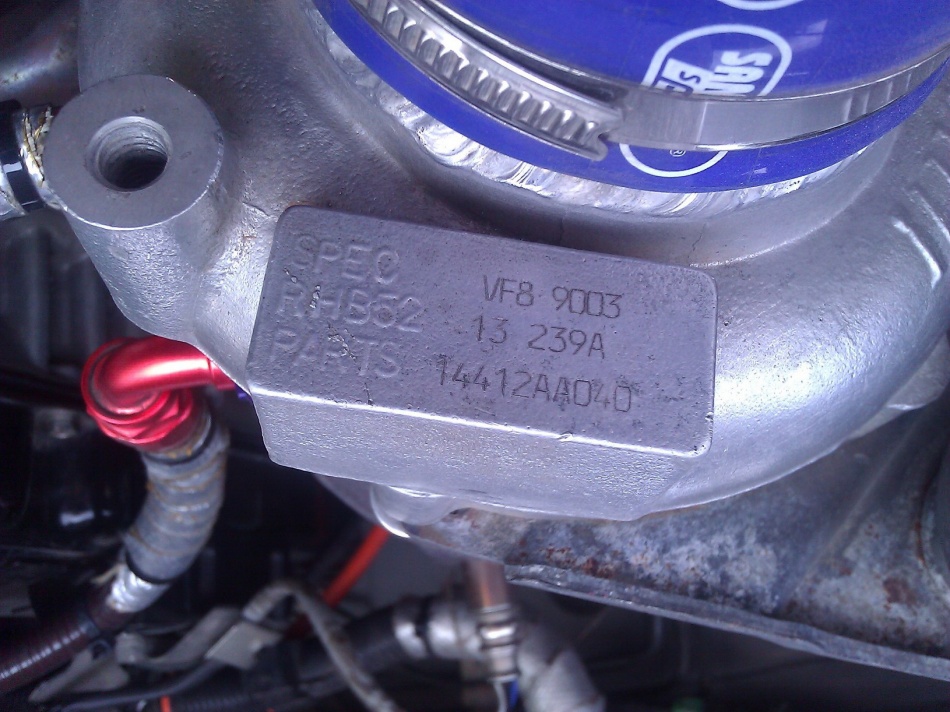 SPEC
RHB52
PARTS
VF8 9003
13 239A
14412AA040